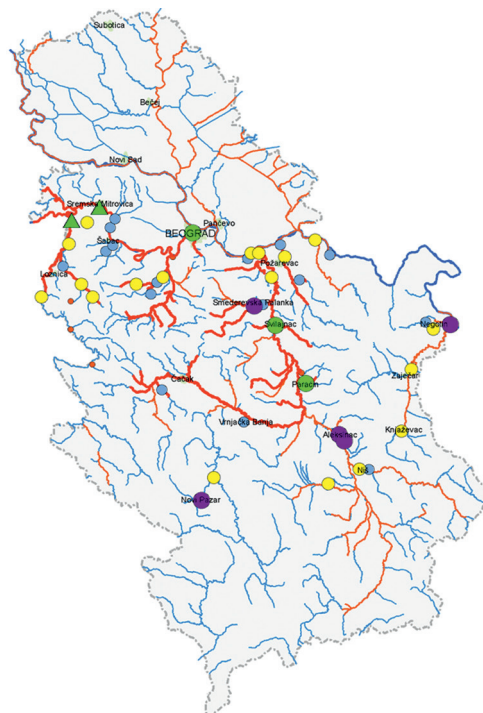 Subotica
Bečej
Novi Sad
Sremska Mitrovica
Pančevo
BEOGRAD
Šabac
Požarevac
Loznica
Smederevska Palanka
Negotin
Svilajnac
Zaječar
Čačak
Paraćin
Vrnjačka Banja
Knjaževac
Aleksinac
Niš
Novi Pazar